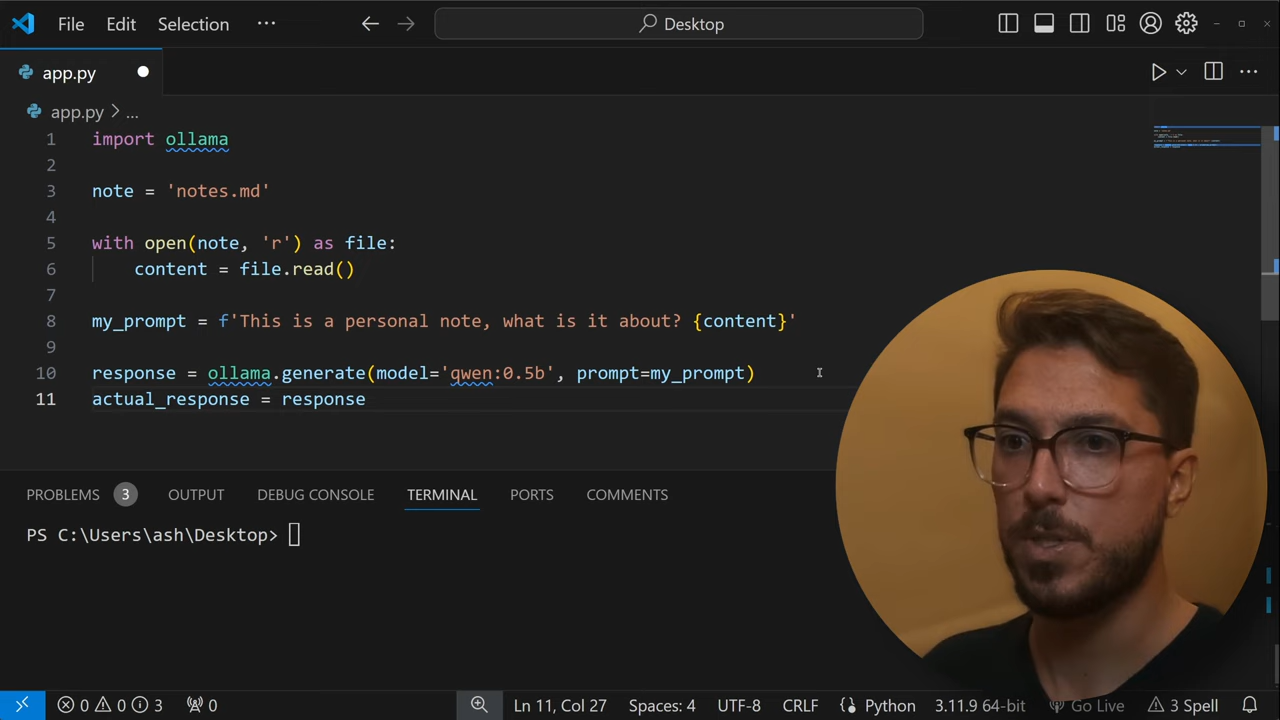 File Edit Selection ··· Desktop
app.py
app.py > ...
1 import ollama
2
3 note = 'notes.md'
4
5 with open(note, 'r') as file:
6     content = file.read()
7
8 my_prompt = f'This is a personal note, what is it about? {content}'
9
10 response = ollama.generate(model='qwen:0.5b', prompt=my_prompt)
11 actual_response = response
PROBLEMS 3 OUTPUT DEBUG CONSOLE TERMINAL PORTS COMMENTS
PS C:\Users\ash\Desktop>
0 0 3 0 Ln 11, Col 27 Spaces: 4 UTF-8 CRLF Python 3.11.9 64-bit Go Live 3 Spell